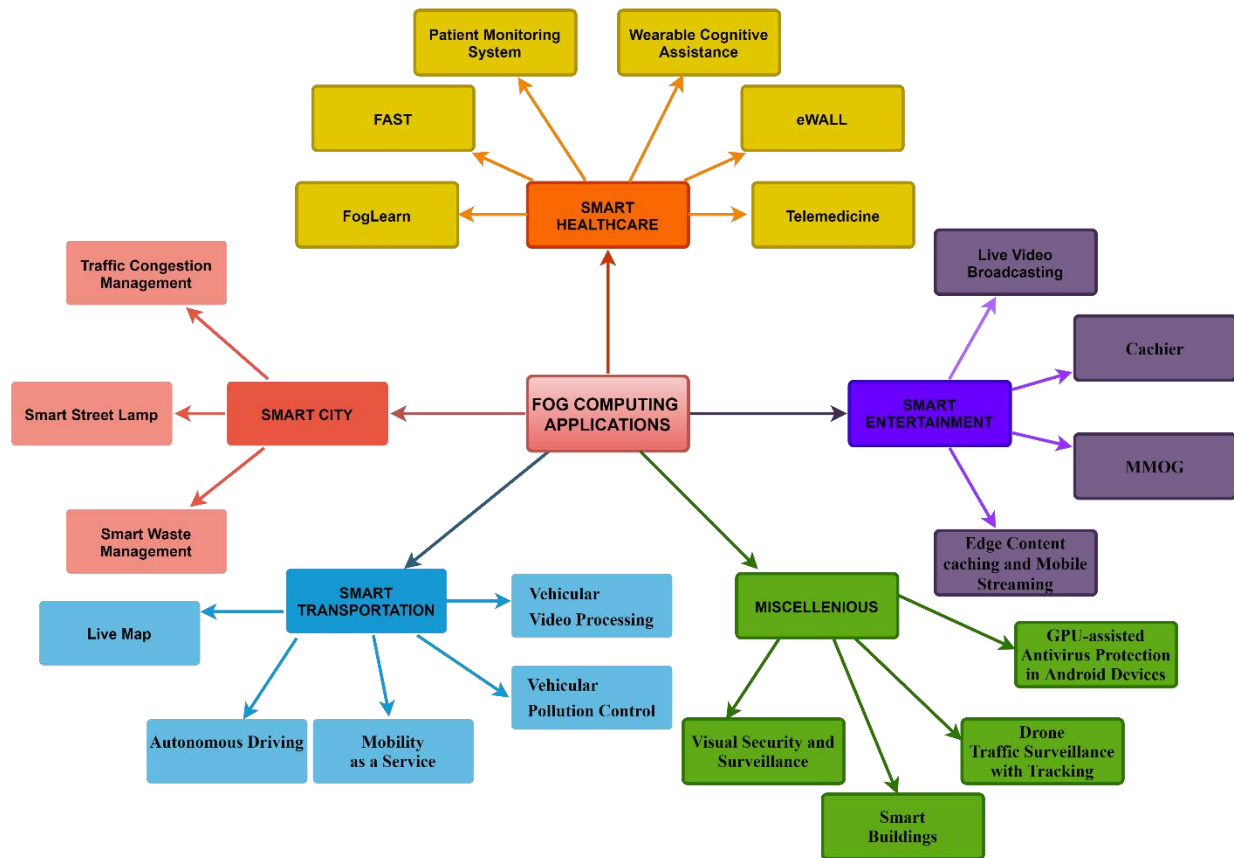 Patient Monitoring
System
Wearable Cognitive
Assistance
FAST
eWALL
FogLearn
SMART
HEALTHCARE
Telemedicine
Traffic Congestion
Management
Live Video
Broadcasting
Cachier
Smart Street Lamp
SMART CITY
FOG COMPUTING
APPLICATIONS
SMART
ENTERTAINMENT
MMOG
Smart Waste
Management
Edge Content
caching and Mobile
Streaming
Live Map
SMART
TRANSPORTATION
Vehicular
Video Processing
MISCELLENIOUS
GPU-assisted
Antivirus Protection
in Android Devices
Vehicular
Pollution Control
Autonomous Driving
Mobility
as a Service
Visual Security and
Surveillance
Drone
Traffic Surveillance
with Tracking
Smart
Buildings